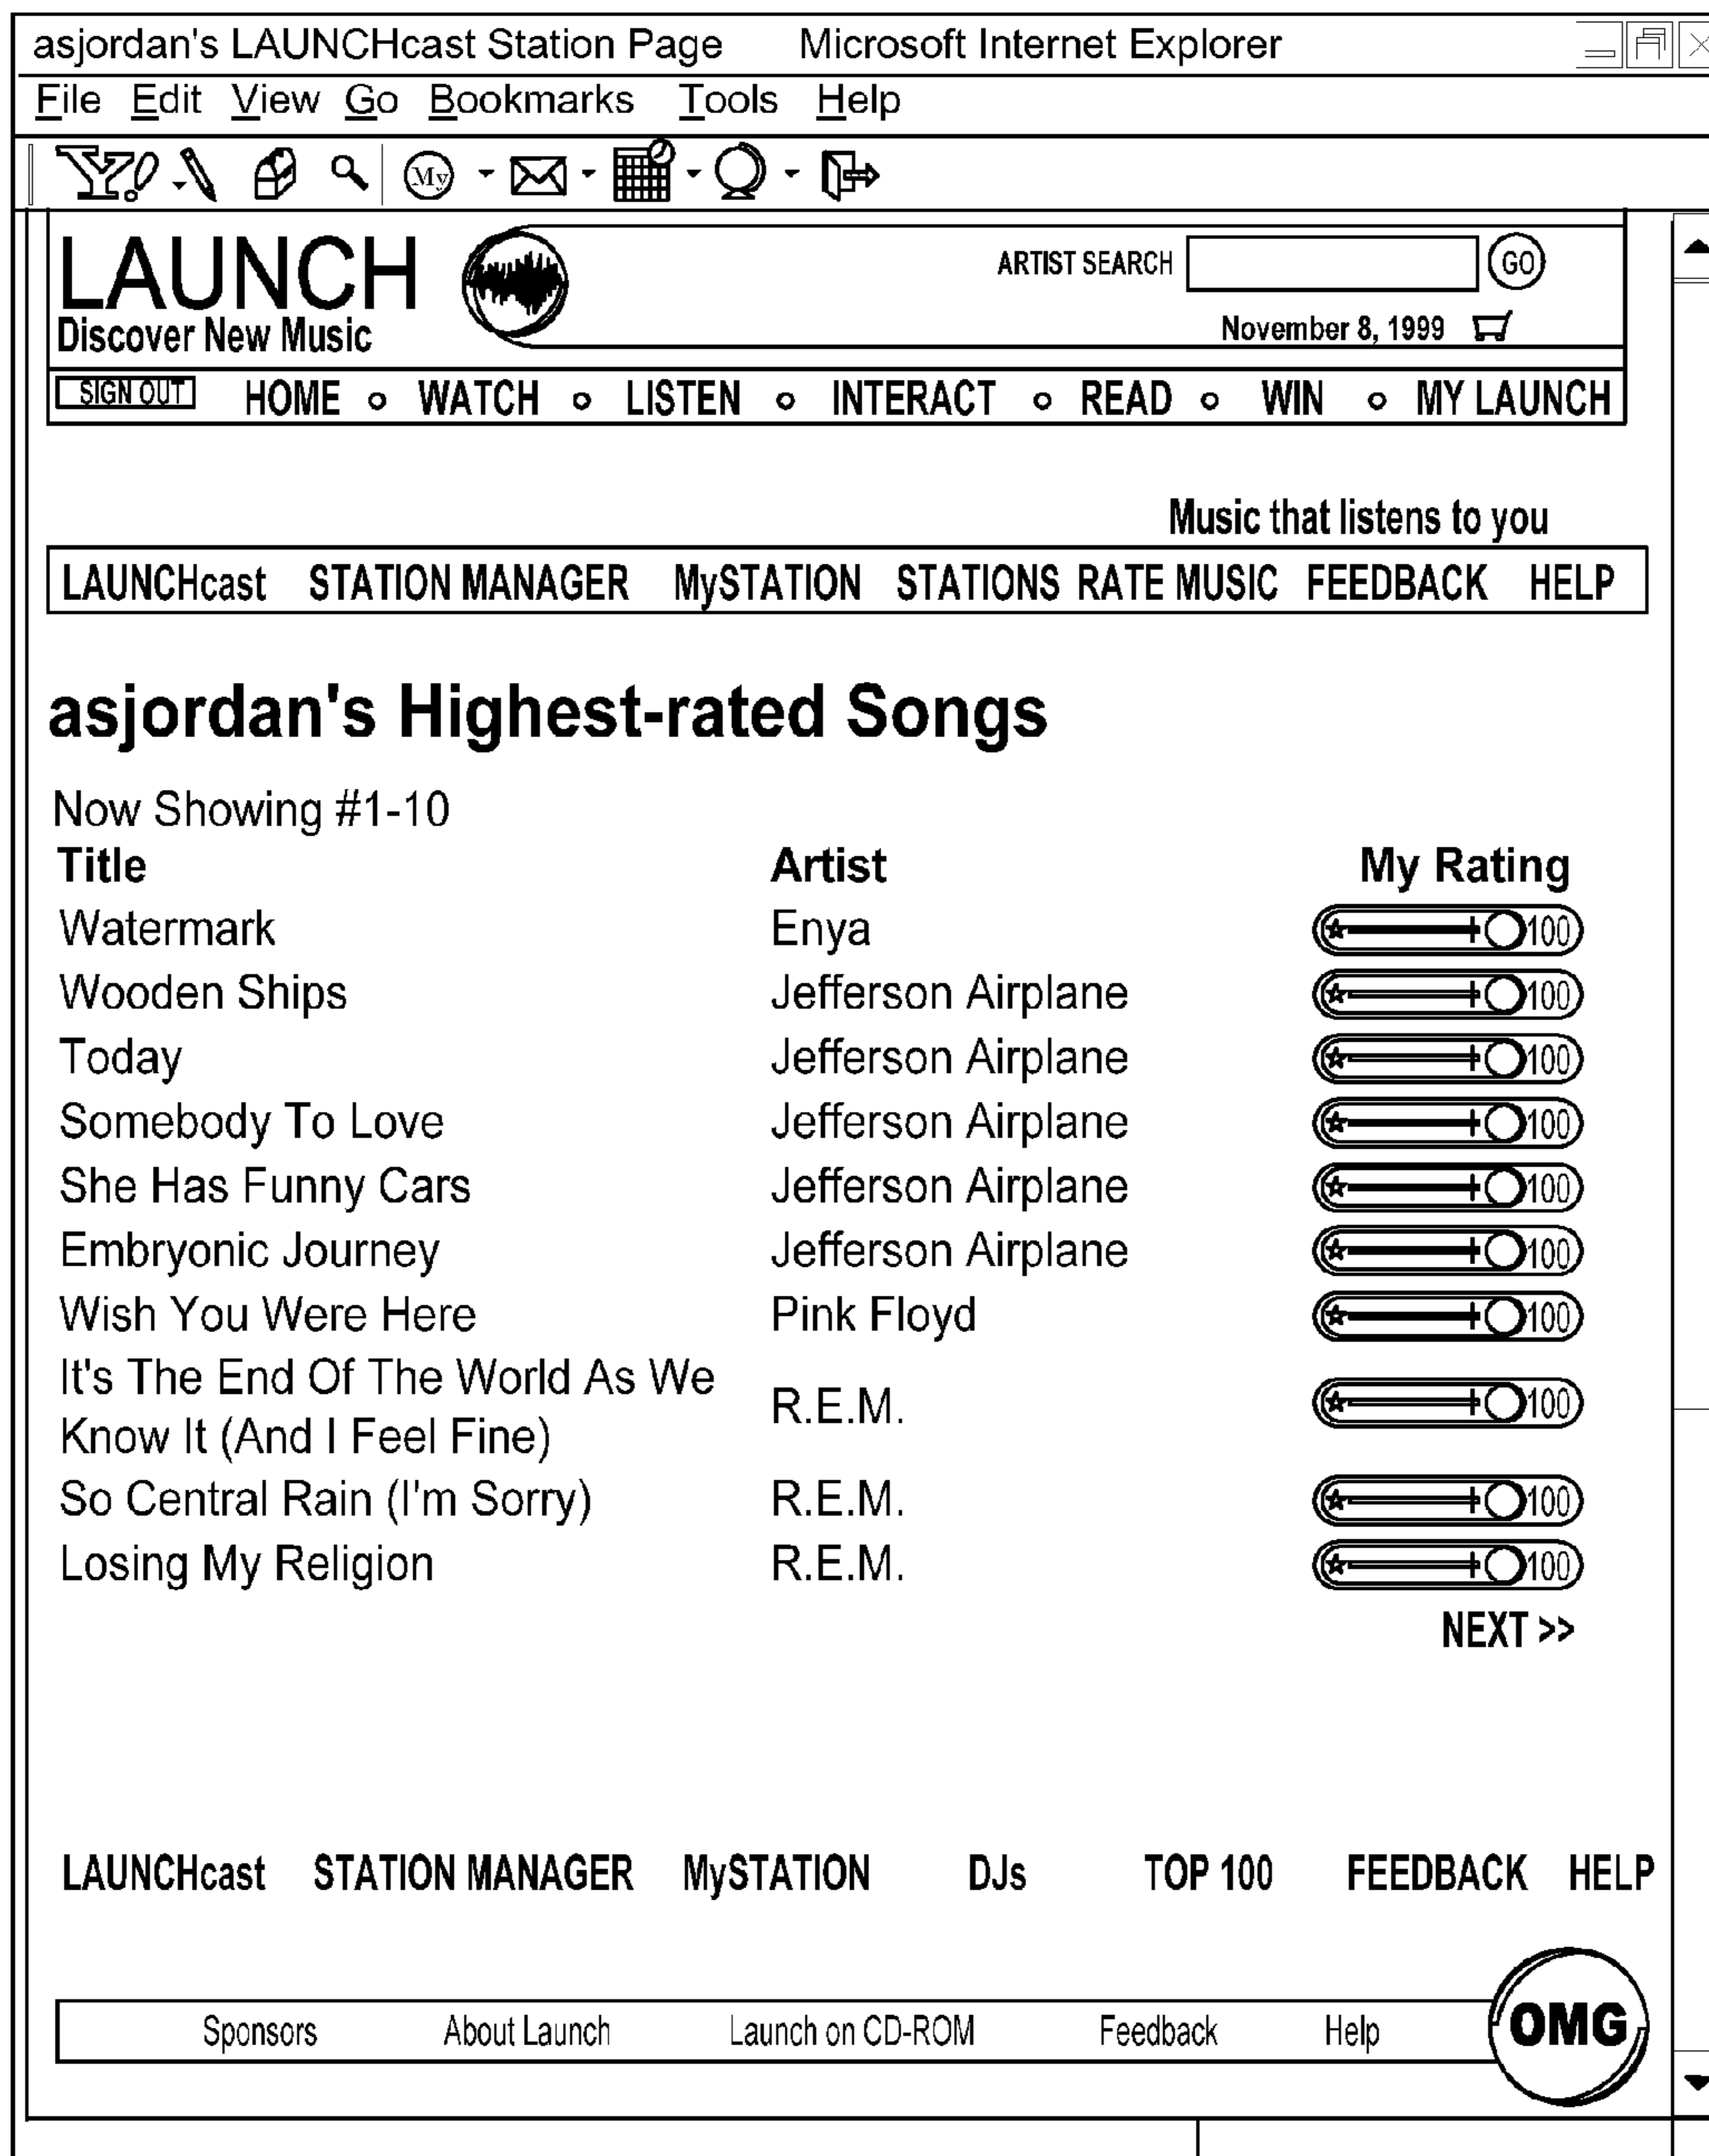 asjordan's LAUNCHcast Station Page Microsoft Internet Explorer
File Edit View Go Bookmarks Tools Help
Y! My
LAUNCH ARTIST SEARCH GO
Discover New Music November 8, 1999
SIGN OUT HOME WATCH LISTEN INTERACT READ WIN MY LAUNCH
Music that listens to you
LAUNCHcast STATION MANAGER MySTATION STATIONS RATE MUSIC FEEDBACK HELP
asjordan's Highest-rated Songs
Now Showing #1-10
Title Artist My Rating
Watermark Enya 100
Wooden Ships Jefferson Airplane 100
Today Jefferson Airplane 100
Somebody To Love Jefferson Airplane 100
She Has Funny Cars Jefferson Airplane 100
Embryonic Journey Jefferson Airplane 100
Wish You Were Here Pink Floyd 100
It's The End Of The World As We
Know It (And I Feel Fine) R.E.M. 100
So Central Rain (I'm Sorry) R.E.M. 100
Losing My Religion R.E.M. 100
NEXT >>
LAUNCHcast STATION MANAGER MySTATION DJs TOP 100 FEEDBACK HELP
Sponsors About Launch Launch on CD-ROM Feedback Help OMG